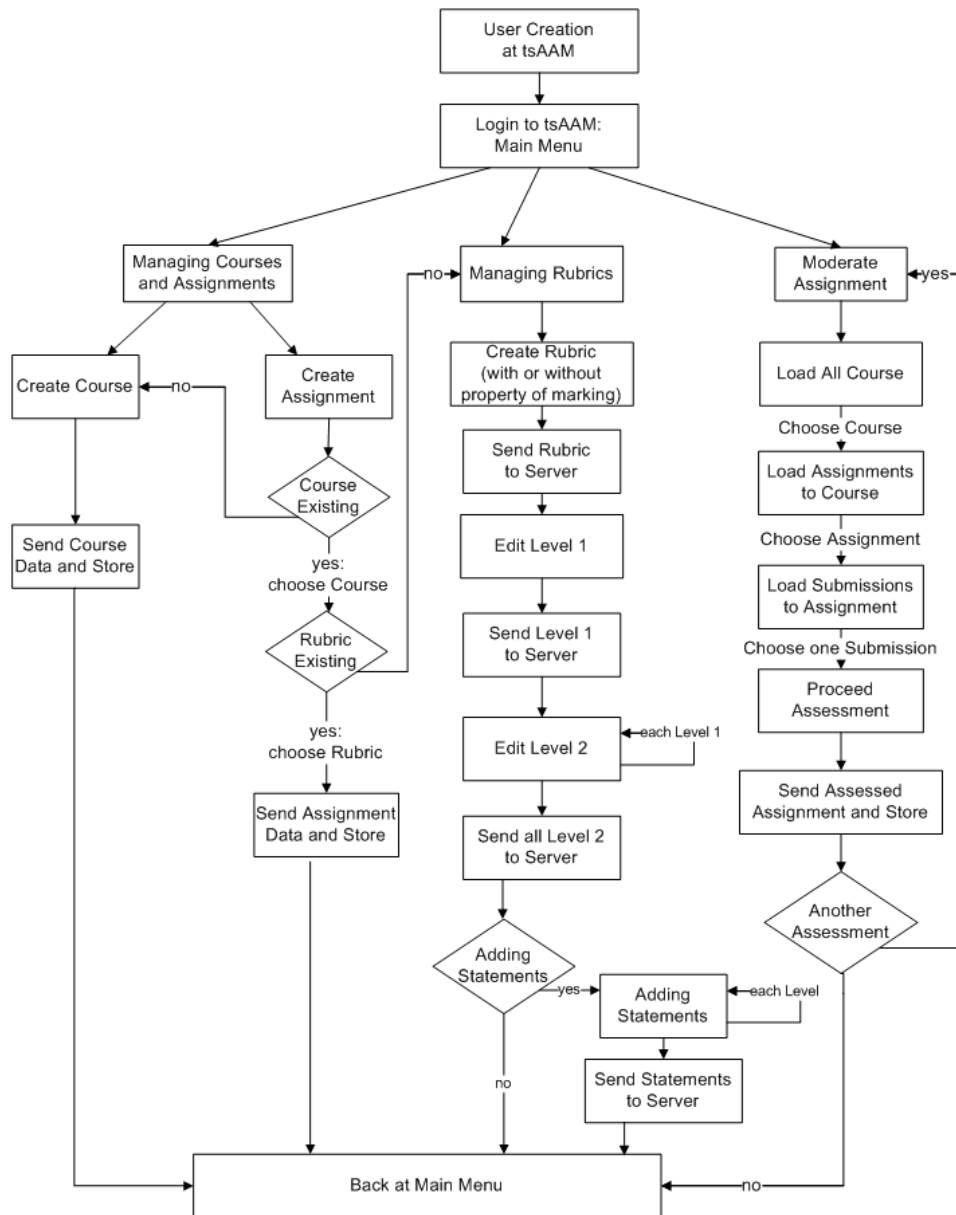 User Creation
at tsAAM
Login to tsAAM:
Main Menu
Managing Courses
and Assignments
no
Managing Rubrics
Moderate
Assignment
yes
Create Course
no
Create
Assignment
Create Rubric
(with or without
property of marking)
Load All Course
Choose Course
Send Rubric
to Server
Load Assignments
to Course
Course
Existing
Send Course
Data and Store
Edit Level 1
Choose Assignment
yes:
choose Course
Load Submissions
to Assignment
Rubric
Existing
Send Level 1
to Server
Choose one Submission
Proceed
Assessment
yes:
choose Rubric
Edit Level 2
each Level 1
Send Assignment
Data and Store
Send Assessed
Assignment and Store
Send all Level 2
to Server
Another
Assessment
Adding
Statements
yes
Adding
Statements
each Level
no
Send Statements
to Server
Back at Main Menu
no